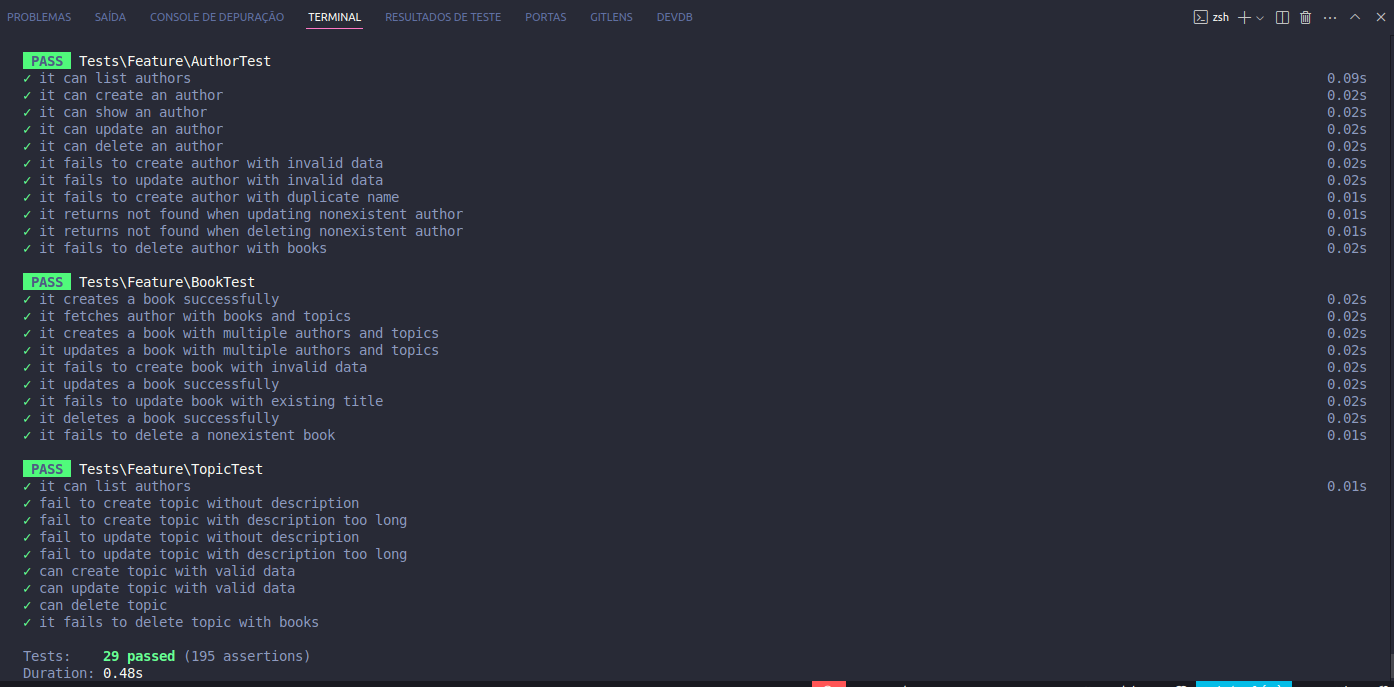 PROBLEMAS SAÍDA CONSOLE DE DEPURAÇÃO TERMINAL RESULTADOS DE TESTE PORTAS GITLENS DEVDB zsh
PASS Tests\Feature\AuthorTest
✓ it can list authors 0.09s
✓ it can create an author 0.02s
✓ it can show an author 0.02s
✓ it can update an author 0.02s
✓ it can delete an author 0.02s
✓ it fails to create author with invalid data 0.02s
✓ it fails to update author with invalid data 0.02s
✓ it fails to create author with duplicate name 0.01s
✓ it returns not found when updating nonexistent author 0.01s
✓ it returns not found when deleting nonexistent author 0.01s
✓ it fails to delete author with books 0.02s
PASS Tests\Feature\BookTest
✓ it creates a book successfully 0.02s
✓ it fetches author with books and topics 0.02s
✓ it creates a book with multiple authors and topics 0.02s
✓ it updates a book with multiple authors and topics 0.02s
✓ it fails to create book with invalid data 0.02s
✓ it updates a book successfully 0.02s
✓ it fails to update book with existing title 0.02s
✓ it deletes a book successfully 0.02s
✓ it fails to delete a nonexistent book 0.01s
PASS Tests\Feature\TopicTest
✓ it can list authors 0.01s
✓ fail to create topic without description
✓ fail to create topic with description too long
✓ fail to update topic without description
✓ fail to update topic with description too long
✓ can create topic with valid data
✓ can update topic with valid data
✓ can delete topic
✓ it fails to delete topic with books
Tests: 29 passed (195 assertions)
Duration: 0.48s